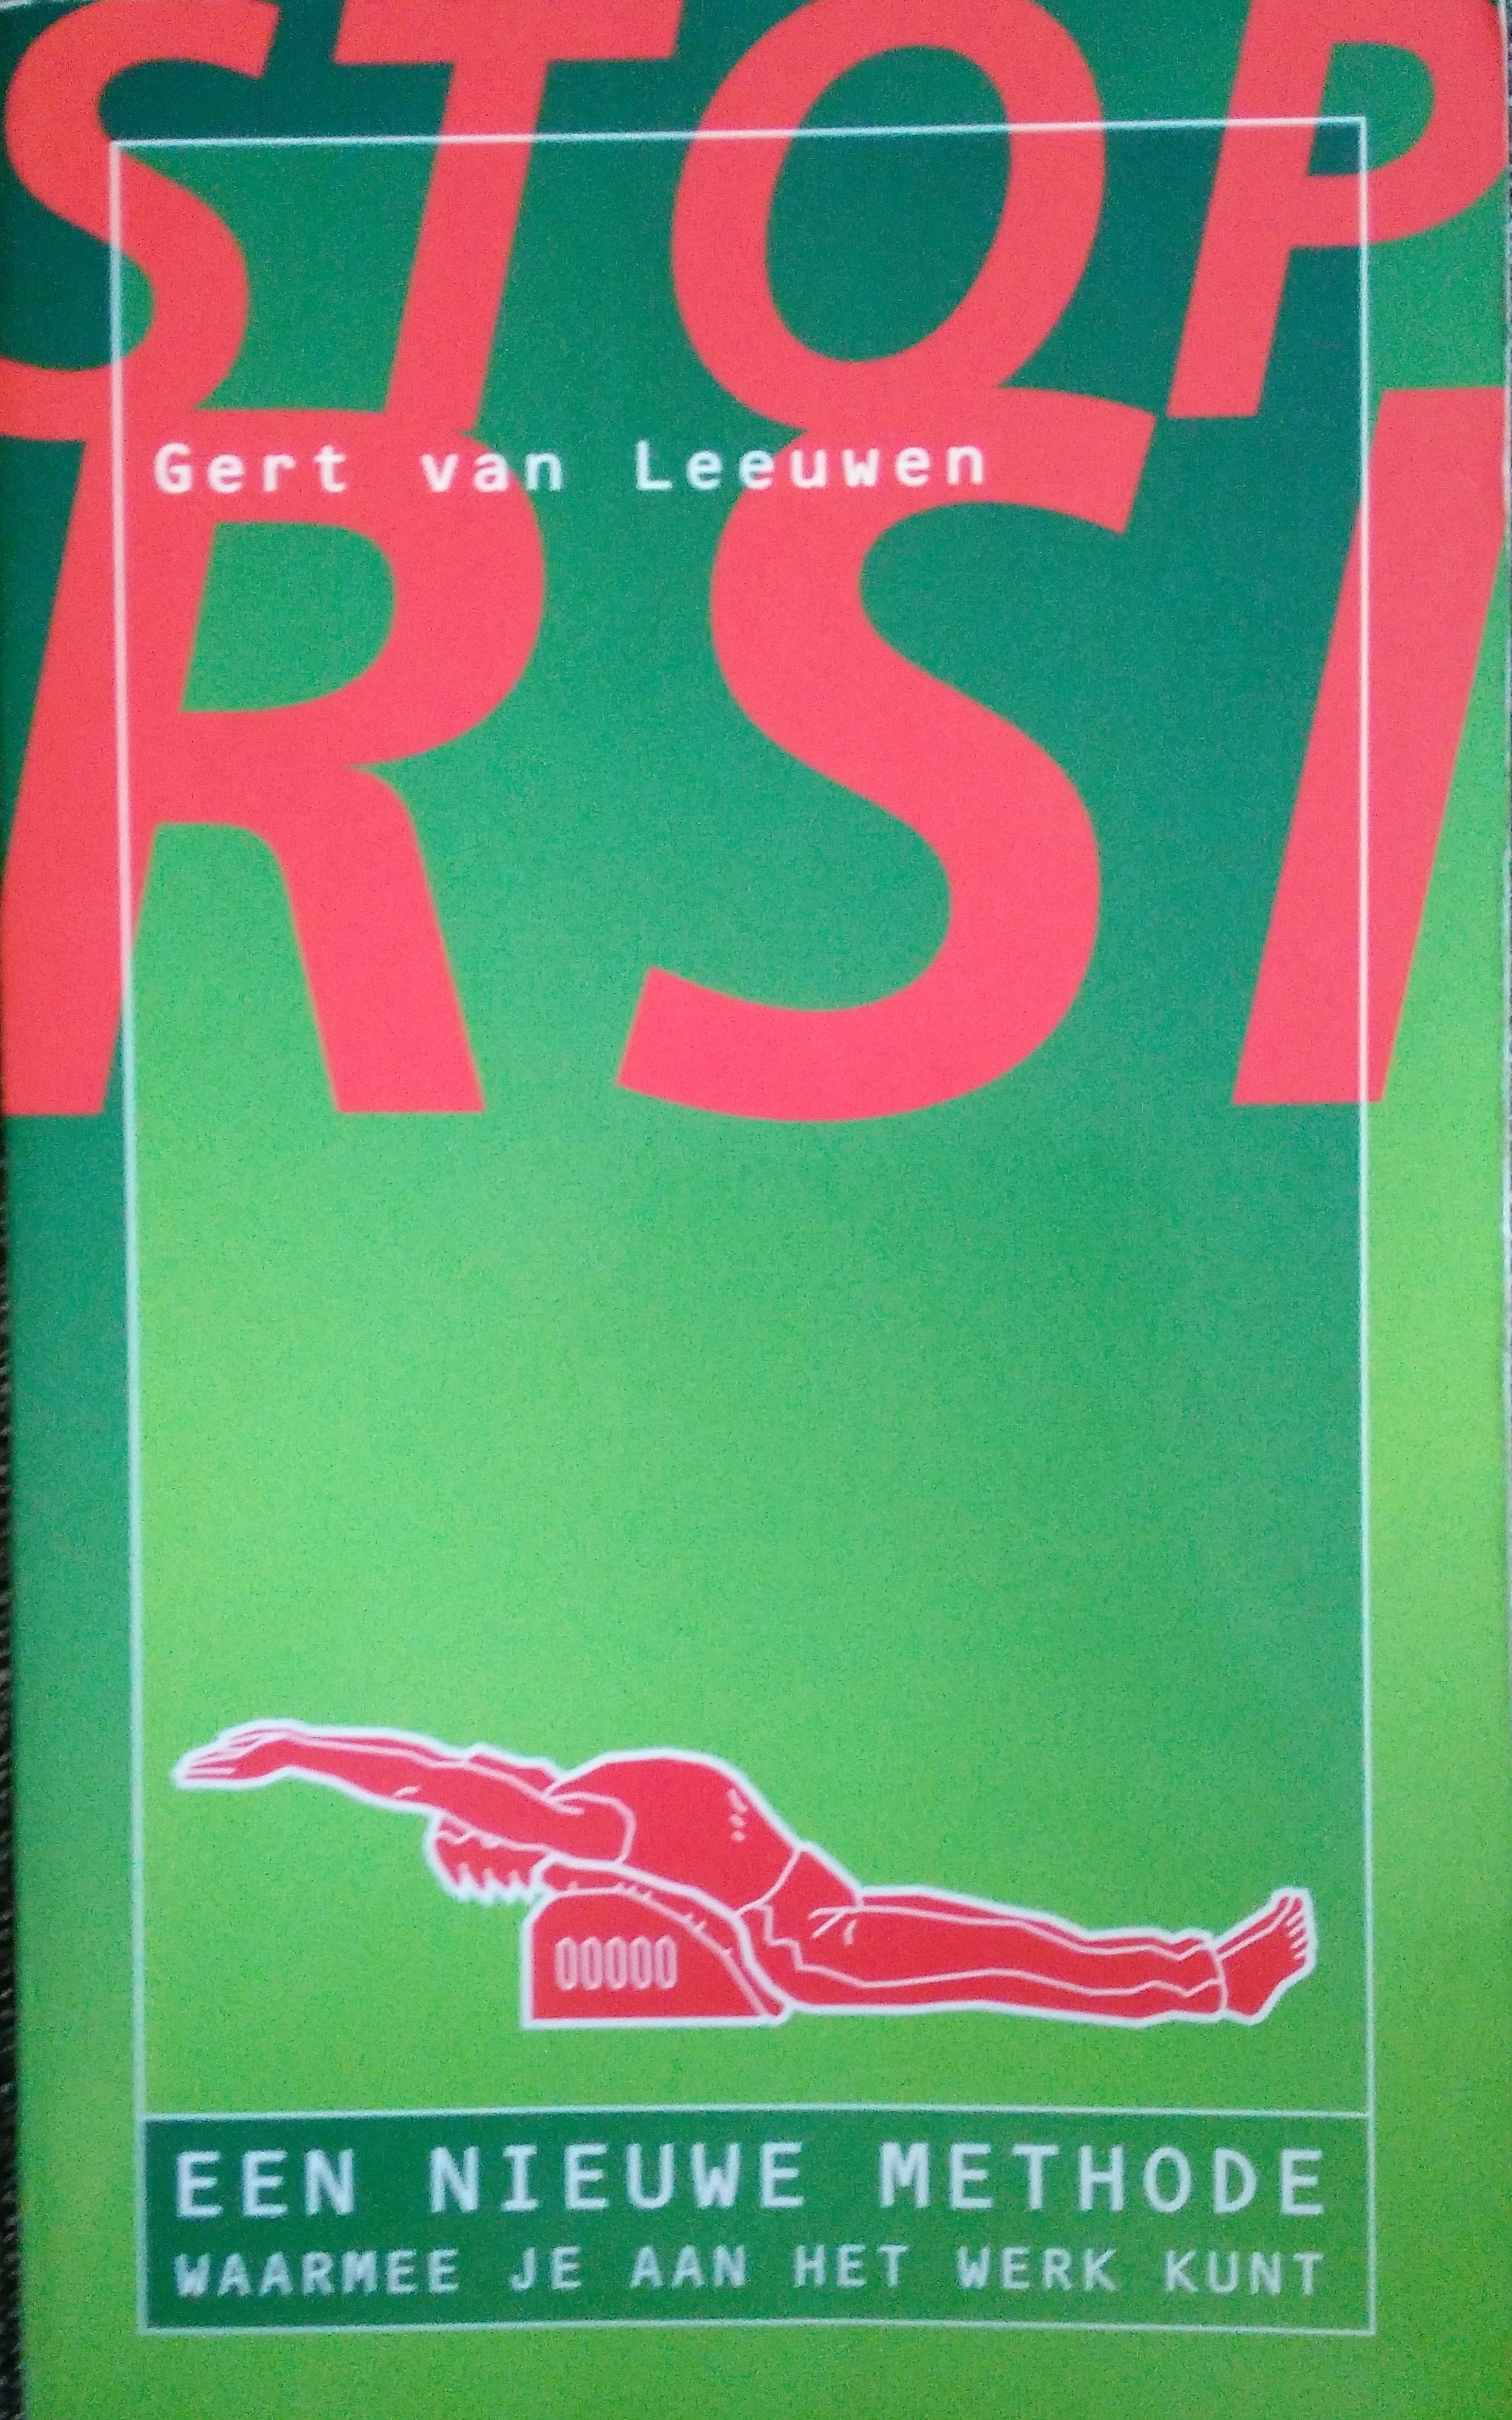 STOP
Gert van Leeuwen
RSI
EEN NIEUWE METHODE
WAARMEE JE AAN HET WERK KUNT